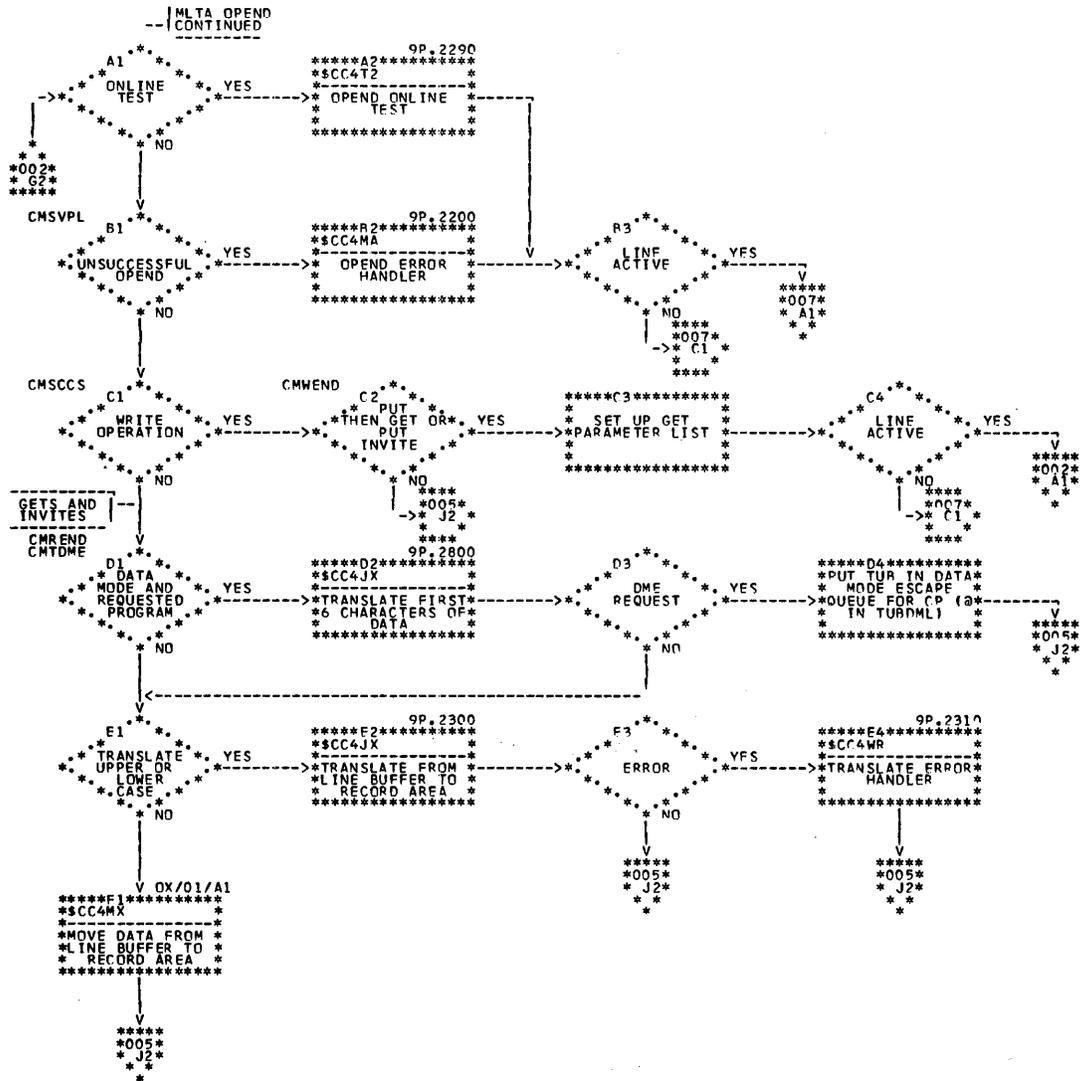 MLTA OPEND
CONTINUED
A1
ONLINE
TEST
YES
NO
9P.2290
*****A2**********
*$CC4T2
OPEND ONLINE
TEST
*002*
* G2*
CMSVPL
B1
UNSUCCESSFUL
OPEND
YES
NO
9P.2200
*****B2**********
*$CC4MA
OPEND ERROR
HANDLER
B3
LINE
ACTIVE
YES
NO
*007*
* A1*
*007*
* C1 *
CMSCCS
C1
WRITE
OPERATION
YES
NO
CMWEND
C2
PUT
THEN GET OR
PUT
INVITE
YES
NO
*****C3**********
SET UP GET
PARAMETER LIST
C4
LINE
ACTIVE
YES
NO
*002*
* A1*
*005*
* J2 *
*007*
* C1 *
GETS AND
INVITES
CMREND
CMTDME
D1
DATA
MODE AND
REQUESTED
PROGRAM
YES
NO
9P.2800
*****D2**********
*$CC4JX
*TRANSLATE FIRST*
*6 CHARACTERS OF*
DATA
D3
DME
REQUEST
YES
NO
*****D4**********
*PUT TUB IN DATA*
MODE ESCAPE
*QUEUE FOR CP (@*
IN TUBDML)
*005*
* J2*
E1
TRANSLATE
UPPER OR
LOWER
CASE
YES
NO
9P.2300
*****E2**********
*$CC4JX
*TRANSLATE FROM *
*LINE BUFFER TO *
RECORD AREA
E3
ERROR
YES
NO
9P.2310
*****E4**********
*$CC4WR
*TRANSLATE ERROR*
HANDLER
*005*
* J2*
*005*
* J2*
0X/01/A1
*****F1**********
*$CC4MX
*MOVE DATA FROM *
*LINE BUFFER TO *
RECORD AREA
*005*
* J2*